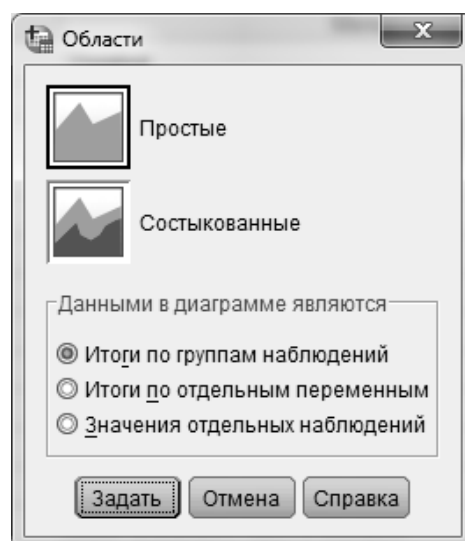 Области
Простые
Состыкованные
Данными в диаграмме являются
Итоги по группам наблюдений
Итоги по отдельным переменным
Значения отдельных наблюдений
Задать Отмена Справка